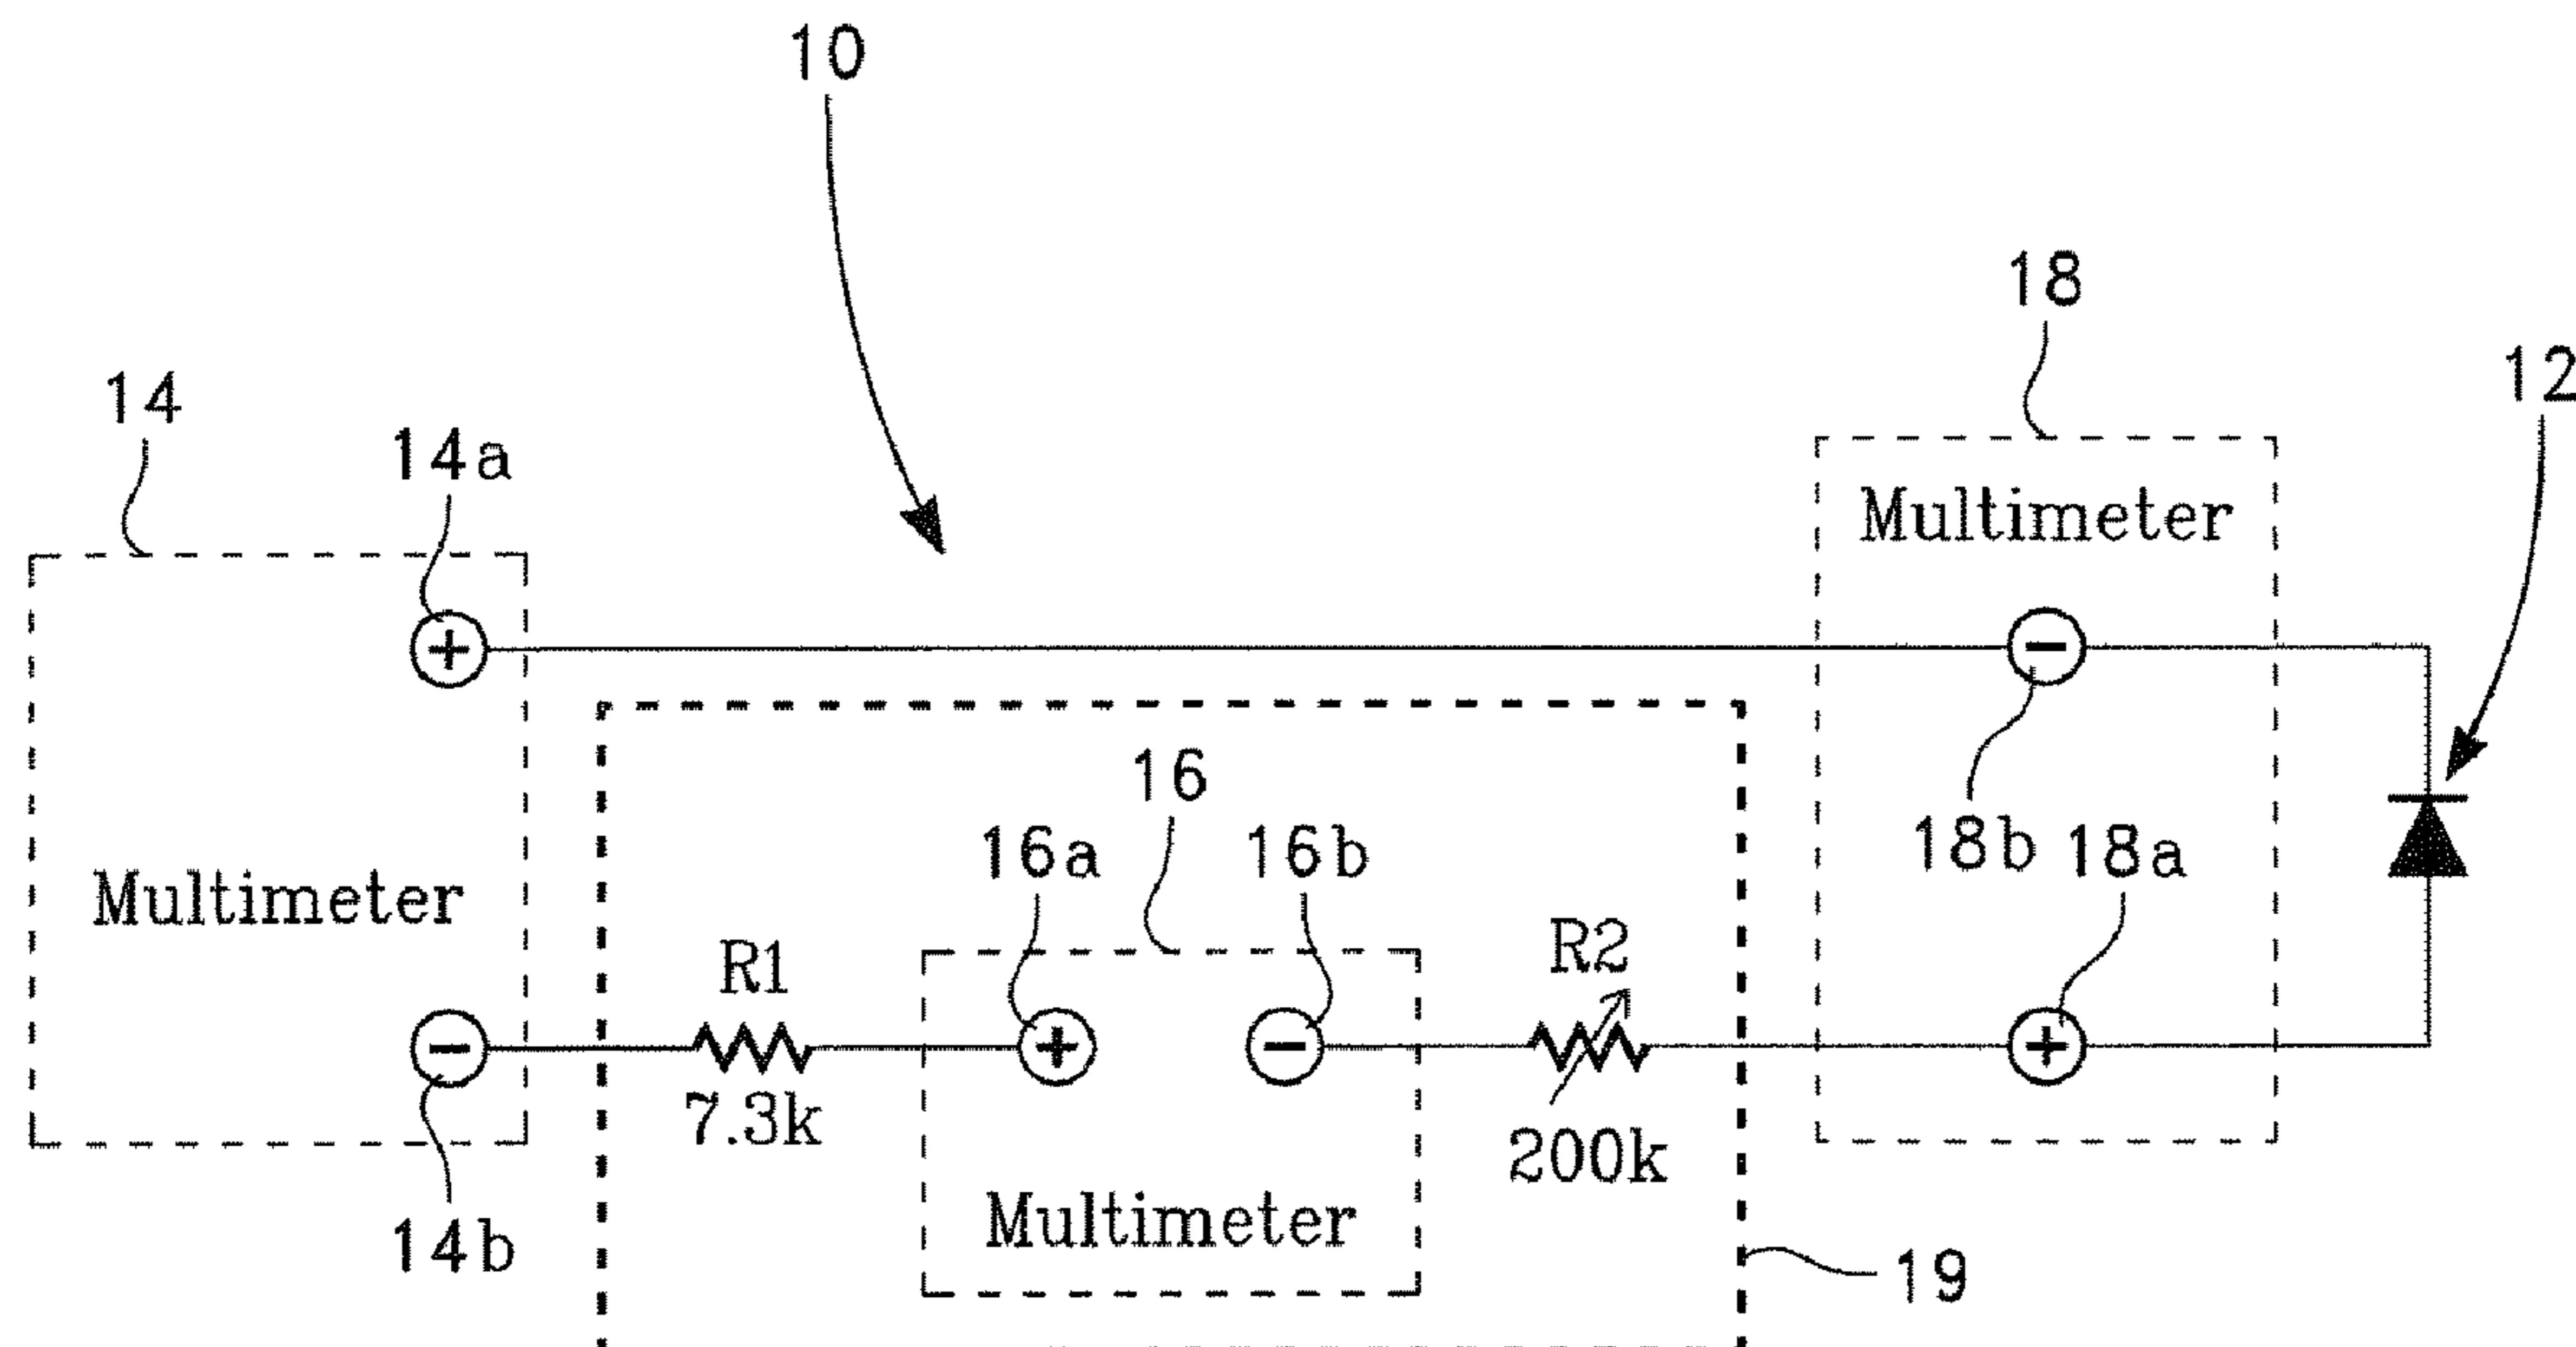 10
18
12
14
14a
Multimeter
+
-
16
16a
16b
18b
18a
Multimeter
R1
R2
-
+
-
+
7.3k
200k
Multimeter
14b
19